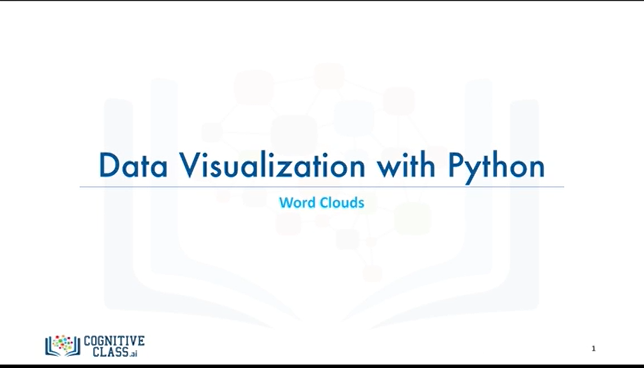 Data Visualization with Python
Word Clouds
COGNITIVE
CLASS.ai
1